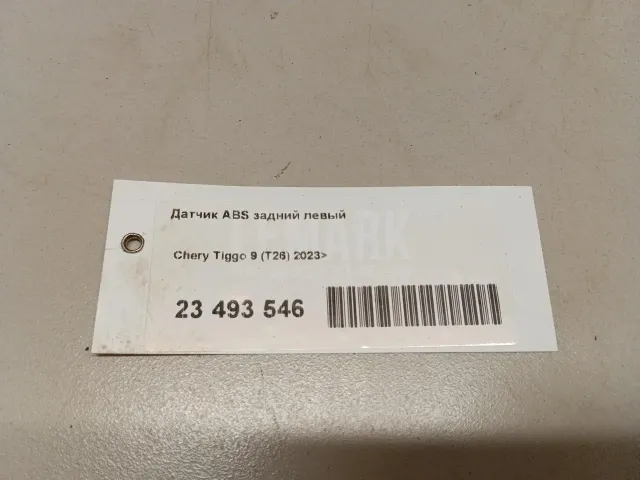 Датчик ABS задний левый
Chery Tiggo 9 (T26) 2023>
23 493 546